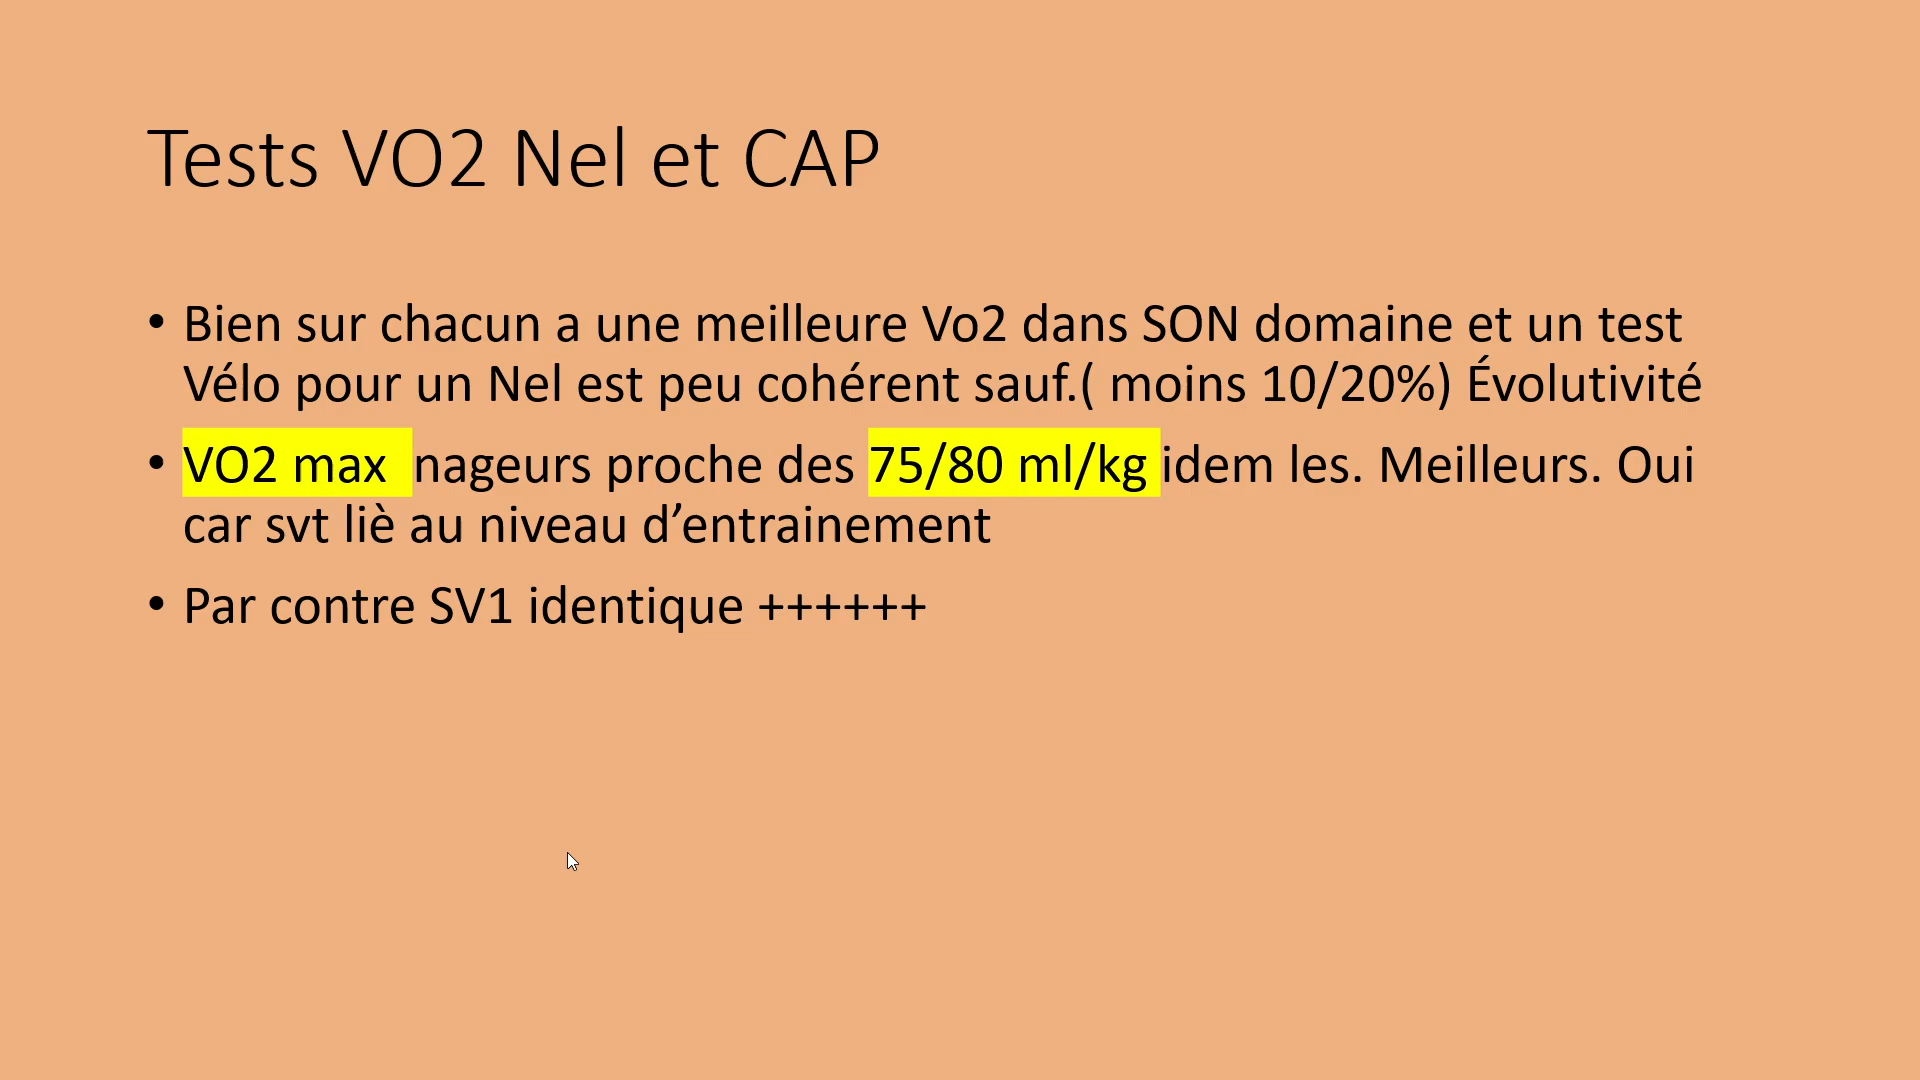 Tests VO2 Nel et CAP
• Bien sur chacun a une meilleure Vo2 dans SON domaine et un test
Vélo pour un Nel est peu cohérent sauf.( moins 10/20%) Évolutivité
• VO2 max nageurs proche des 75/80 ml/kg idem les. Meilleurs. Oui
car svt liè au niveau d’entrainement
• Par contre SV1 identique ++++++